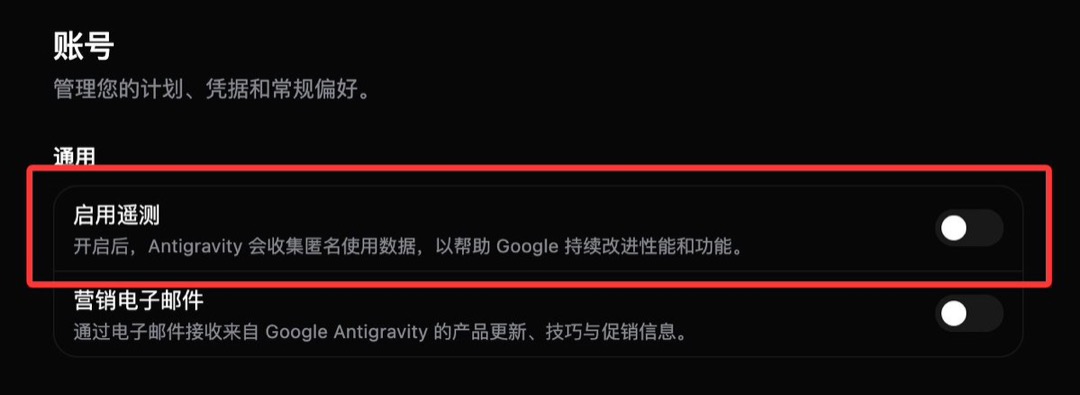 账号
管理您的计划、凭据和常规偏好。
通用
启用遥测
开启后，Antigravity 会收集匿名使用数据，以帮助 Google 持续改进性能和功能。
营销电子邮件
通过电子邮件接收来自 Google Antigravity 的产品更新、技巧与促销信息。